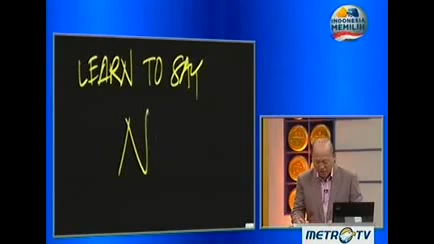 INDONESIA
MEMILIH
LEARN TO SAY
N
METRO TV